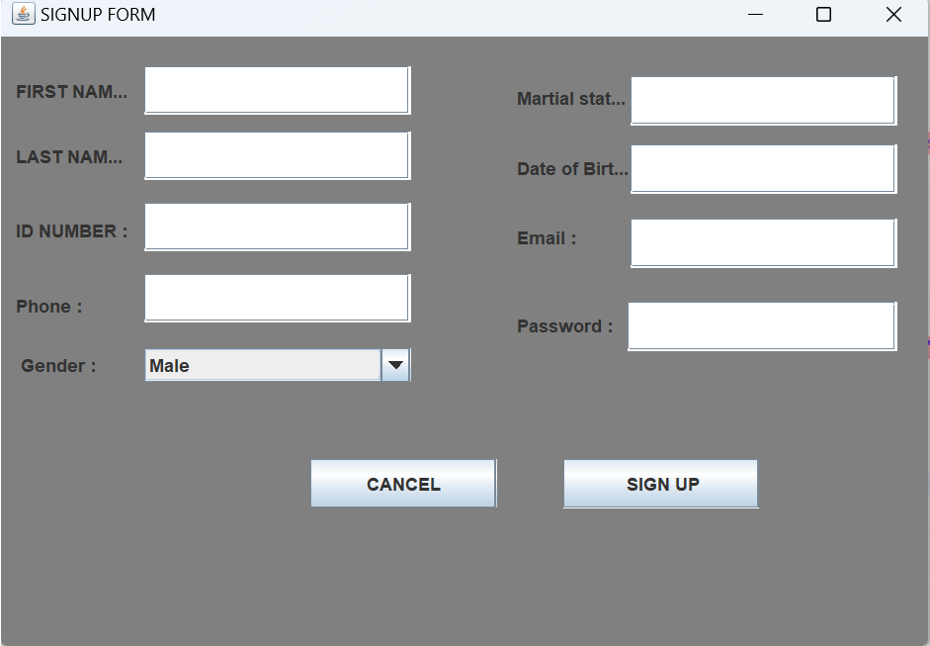 SIGNUP FORM
FIRST NAM...
LAST NAM...
ID NUMBER :
Phone :
Gender :
Male
Martial stat...
Date of Birt...
Email :
Password :
CANCEL
SIGN UP